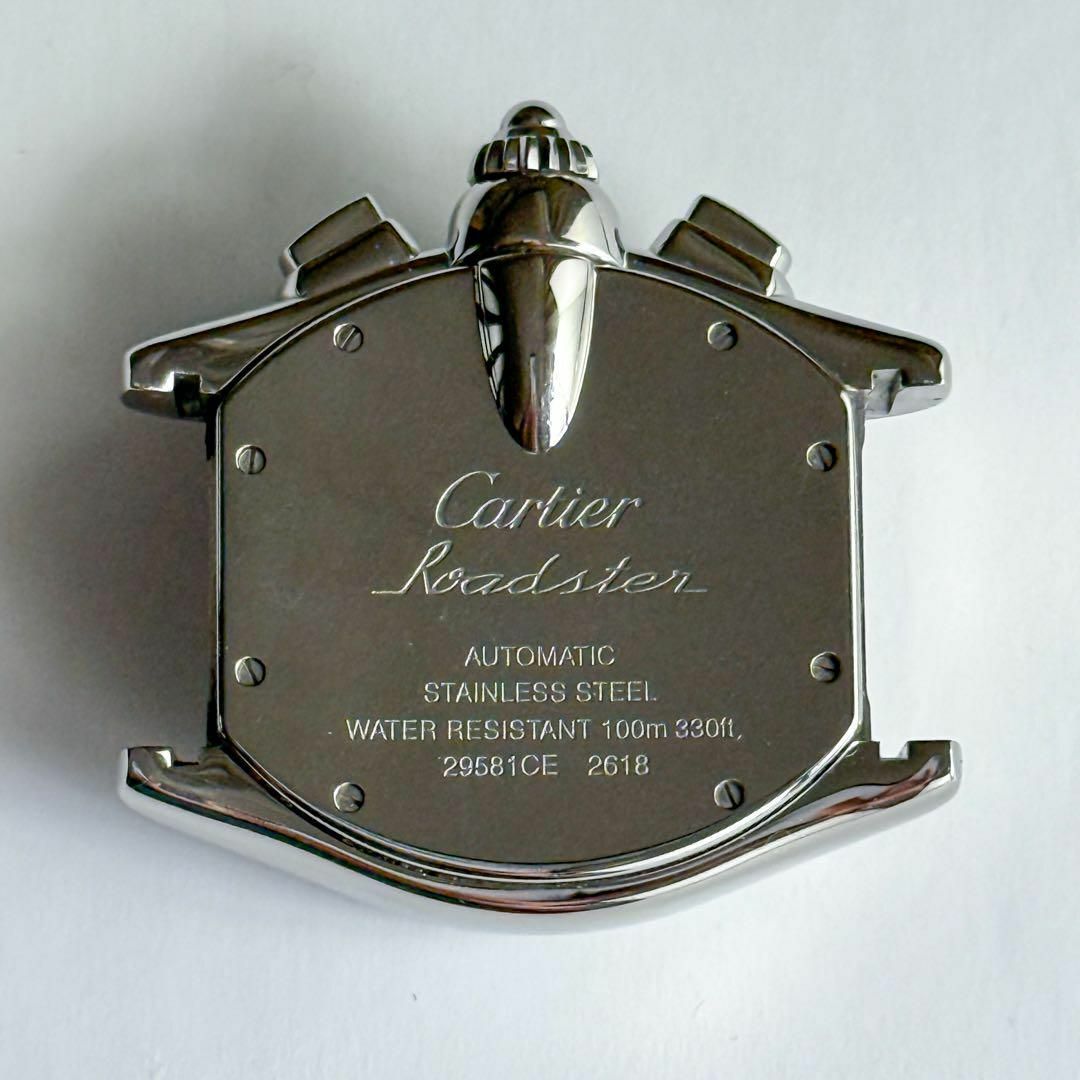 Cartier
Roadster
AUTOMATIC
STAINLESS STEEL
WATER RESISTANT 100m 330ft,
29581CE 2618